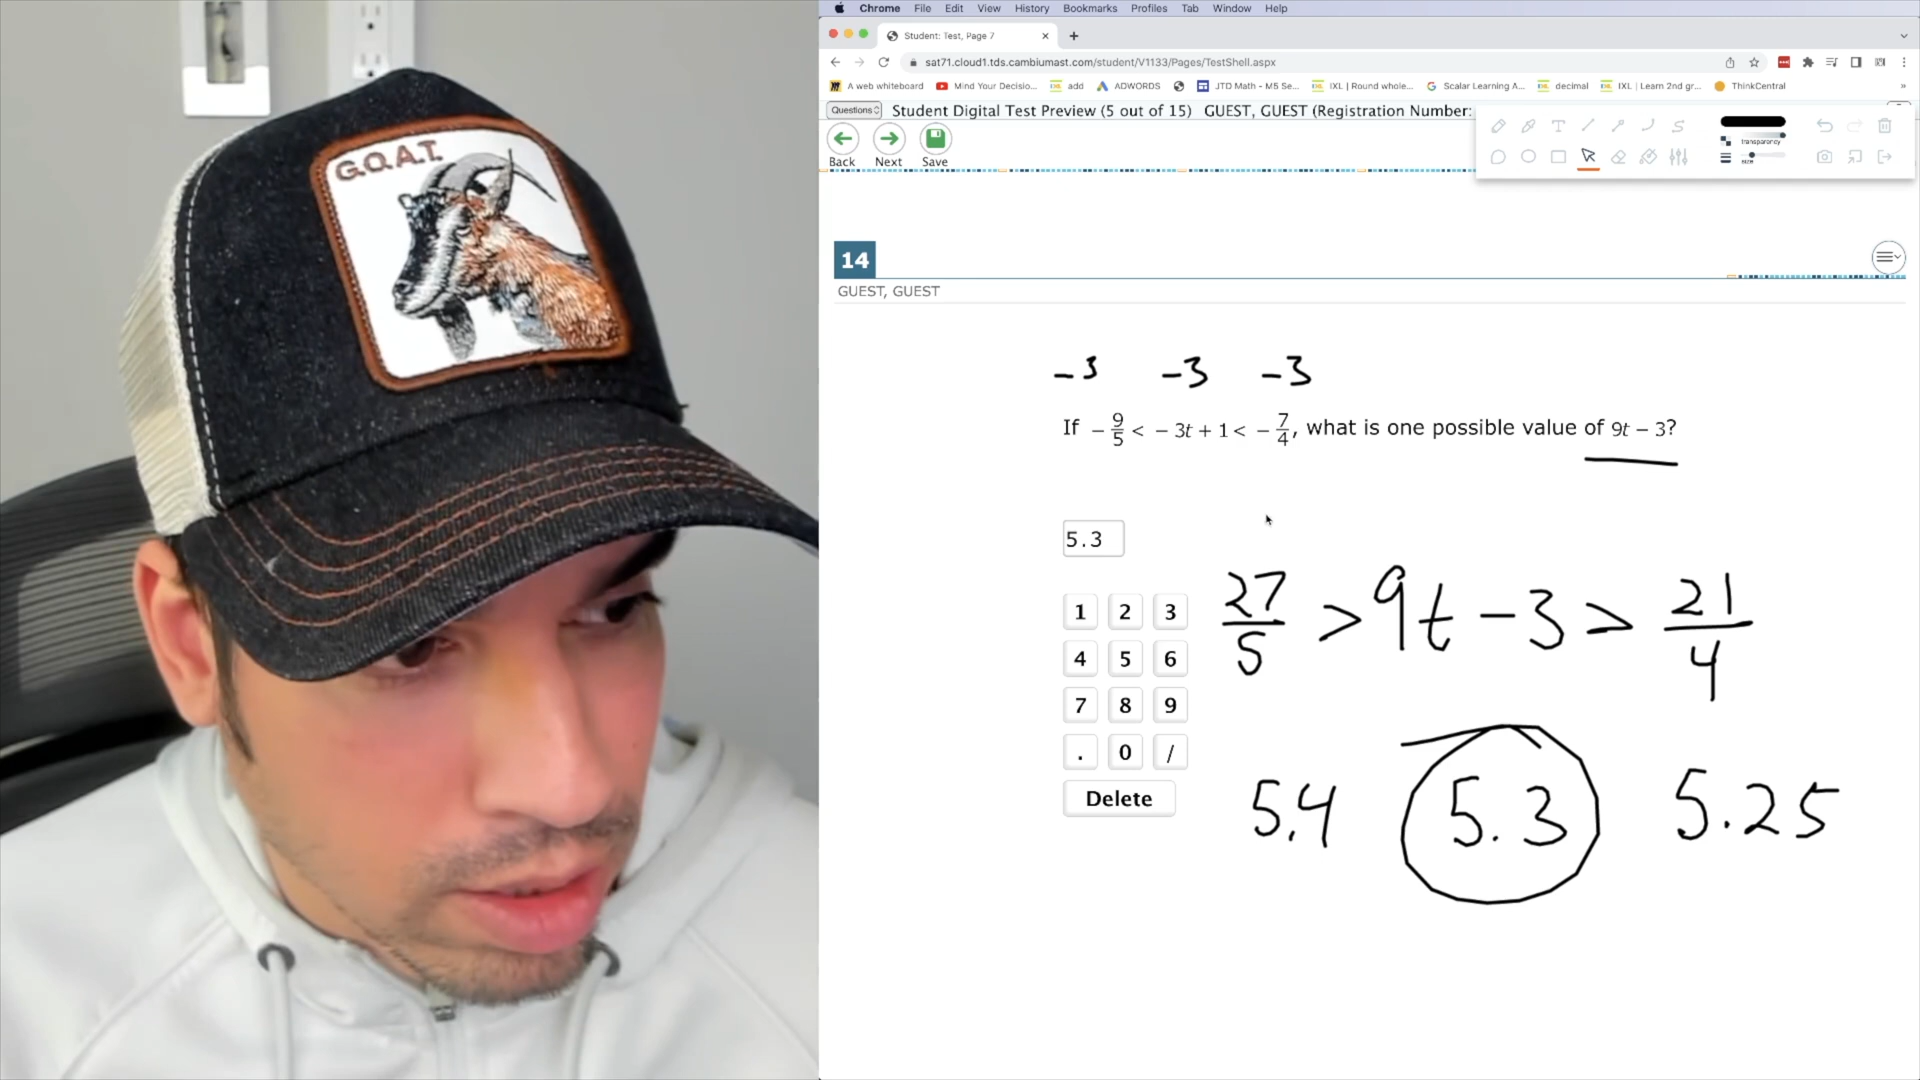 G.O.A.T.
Chrome File Edit View History Bookmarks Profiles Tab Window Help
Student: Test, Page 7
sat71.cloud1.tds.cambiumast.com/student/V1133/Pages/TestShell.aspx
A web whiteboard Mind Your Decisio... add ADWORDS JTD Math - M5 Se... IXL | Round whole... Scalar Learning A... decimal IXL | Learn 2nd gr... ThinkCentral
Questions Student Digital Test Preview (5 out of 15) GUEST, GUEST (Registration Number:
Back Next Save
transparency
size
14
GUEST, GUEST
-3 -3 -3
If -9/5 < -3t + 1 < -7/4, what is one possible value of 9t - 3?
5.3
27/5 > 9t - 3 > 21/4
1 2 3
4 5 6
7 8 9
. 0 /
Delete
5.4 5.3 5.25